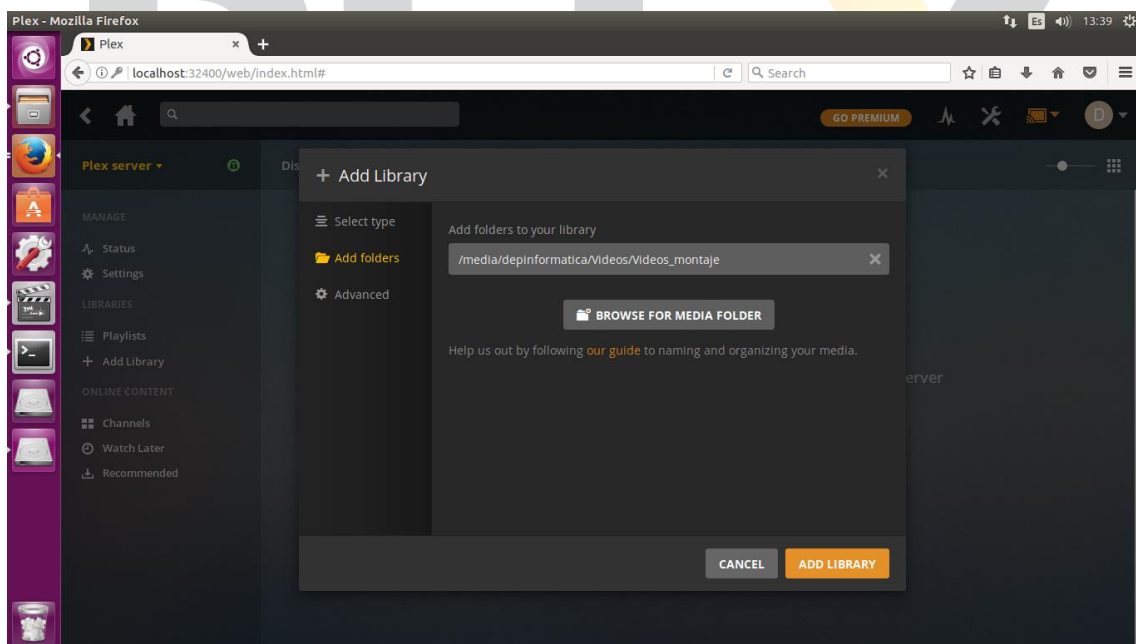 Plex - Mozilla Firefox
Es
13:39
Plex
localhost:32400/web/index.html#
Search
GO PREMIUM
D
Plex server
Dis
+ Add Library
MANAGE
Status
Settings
LIBRARIES
Playlists
+ Add Library
ONLINE CONTENT
Channels
Watch Later
Recommended
Select type
Add folders
Advanced
Add folders to your library
/media/depinformatica/Videos/Videos_montaje
BROWSE FOR MEDIA FOLDER
Help us out by following our guide to naming and organizing your media.
erver
CANCEL
ADD LIBRARY